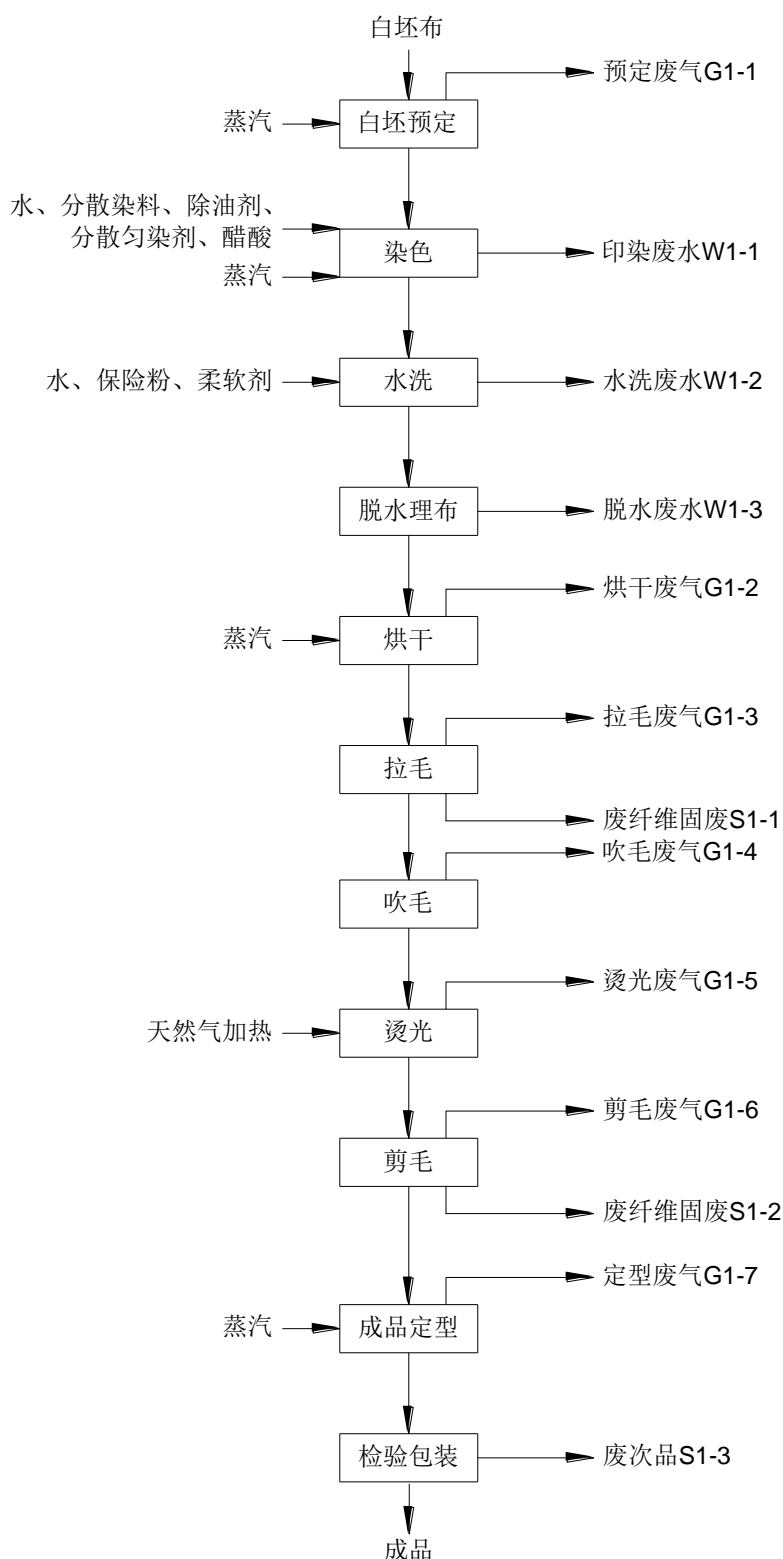 白坯布
预定废气G1-1
蒸汽
白坯预定
水、分散染料、除油剂、
分散匀染剂、醋酸
染色
印染废水W1-1
蒸汽
水、保险粉、柔软剂
水洗
水洗废水W1-2
脱水理布
脱水废水W1-3
烘干废气G1-2
蒸汽
烘干
拉毛废气G1-3
拉毛
废纤维固废S1-1
吹毛废气G1-4
吹毛
烫光废气G1-5
天然气加热
烫光
剪毛废气G1-6
剪毛
废纤维固废S1-2
定型废气G1-7
蒸汽
成品定型
检验包装
废次品S1-3
成品